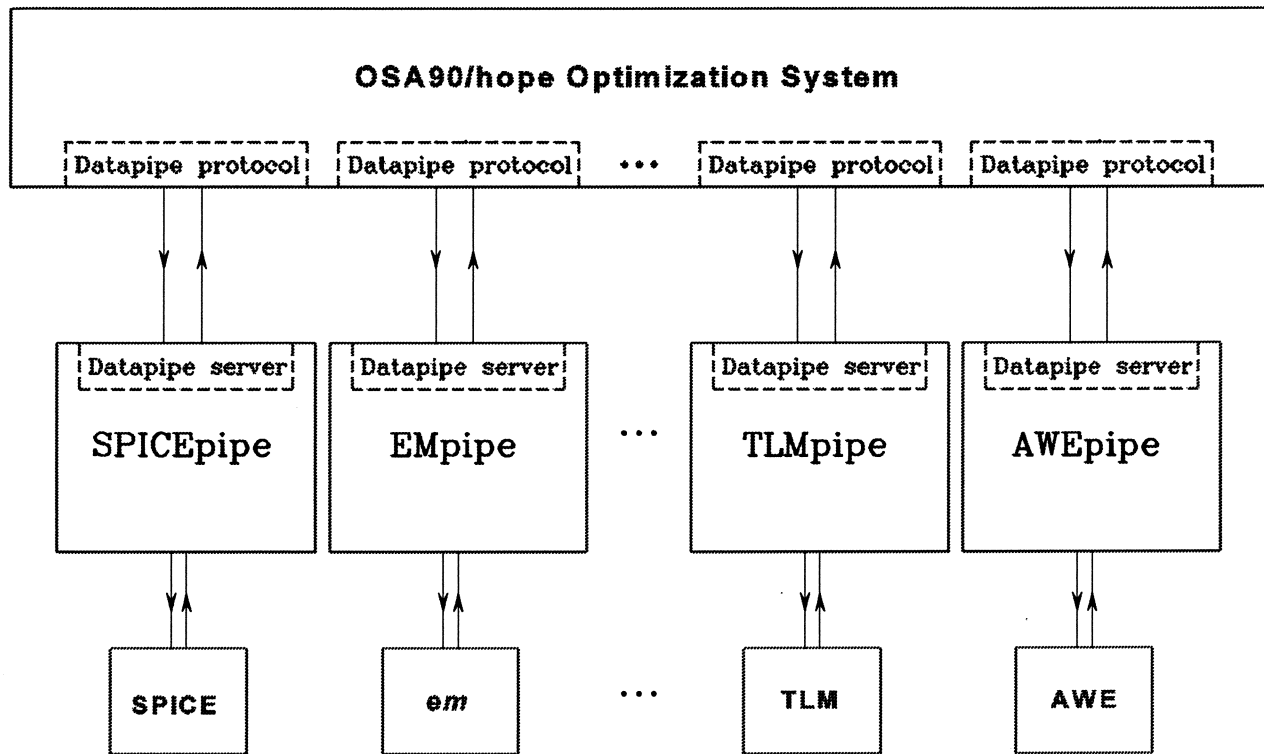 OSA90/hope Optimization System
Datapipe protocol Datapipe protocol ... Datapipe protocol Datapipe protocol
Datapipe server Datapipe server Datapipe server Datapipe server
SPICEpipe EMpipe ... TLMpipe AWEpipe
SPICE em ... TLM AWE